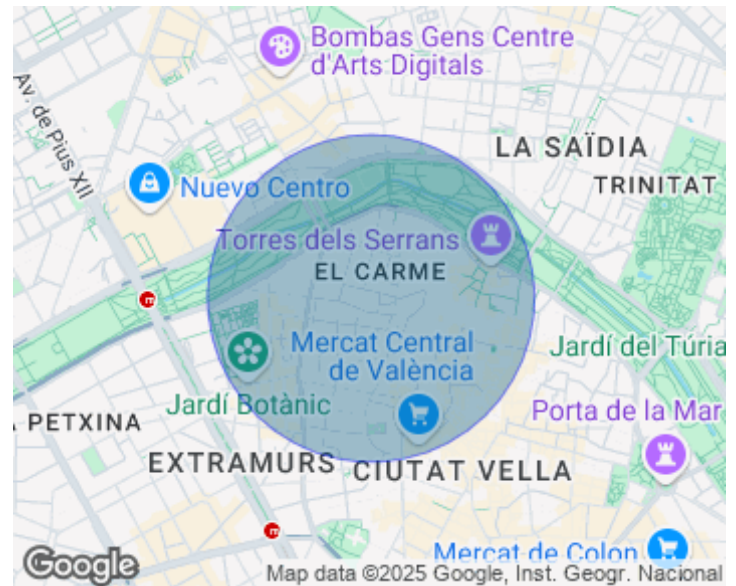 Bombas Gens Centre
d'Arts Digitals
Av. de Pius XII
LA SAÏDIA
TRINITAT
Nuevo Centro
Torres dels Serrans
EL CARME
Mercat Central
de València
Jardí del Túria
Jardí Botànic
Porta de la Mar
PETXINA
EXTRAMURS
CIUTAT VELLA
Mercat de Colon
Google
Map data ©2025 Google, Inst. Geogr. Nacional